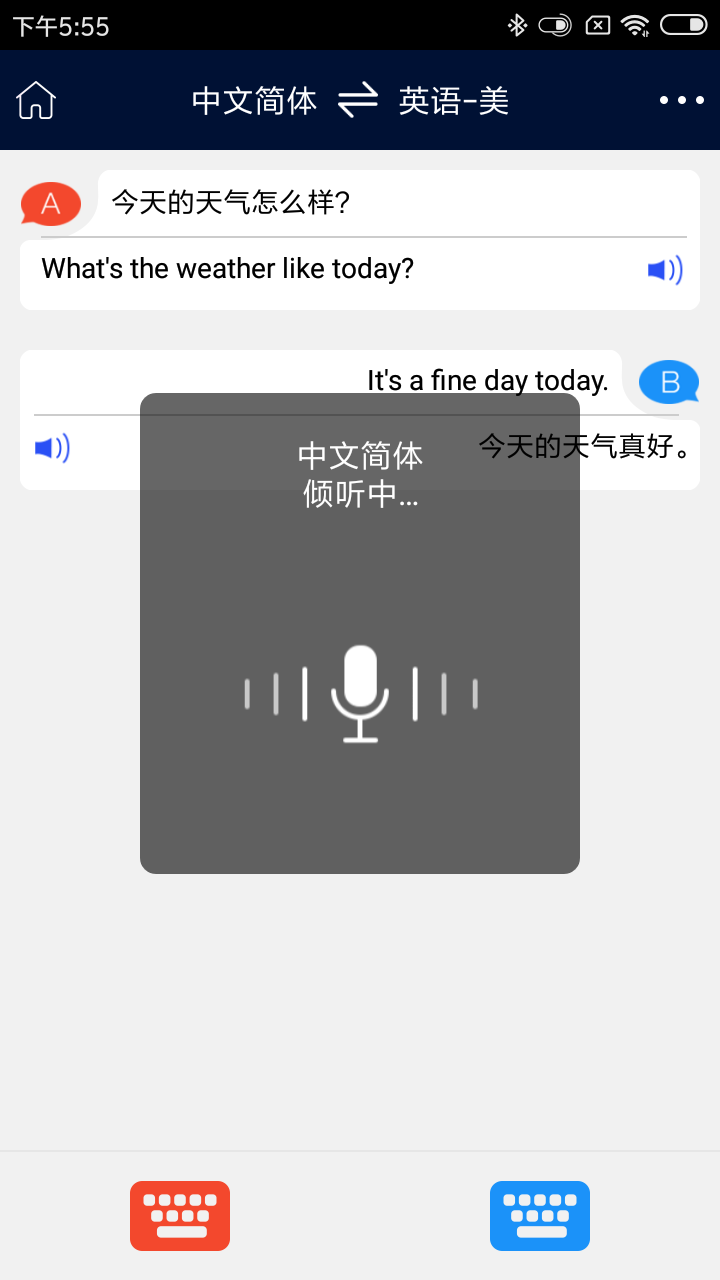 下午5:55
中文简体 英语-美
A 今天的天气怎么样?
What's the weather like today?
It's a fine day today. B
今天的天气真好。
中文简体
倾听中...